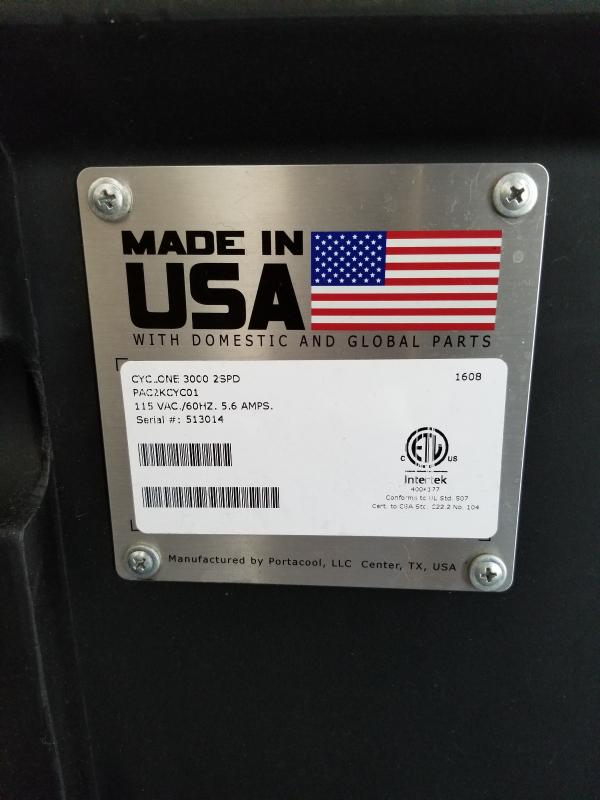 MADE IN
USA
WITH DOMESTIC AND GLOBAL PARTS
CYCLONE 3000 2SPD 1608
PAC2KCYC01
115 VAC./60HZ. 5.6 AMPS.
Serial #: 513014
C ETL US
Intertek
4004177
Conforms to UL Std. 507
Cert. to CSA Std. C22.2 No. 104
Manufactured by Portacool, LLC Center, TX, USA